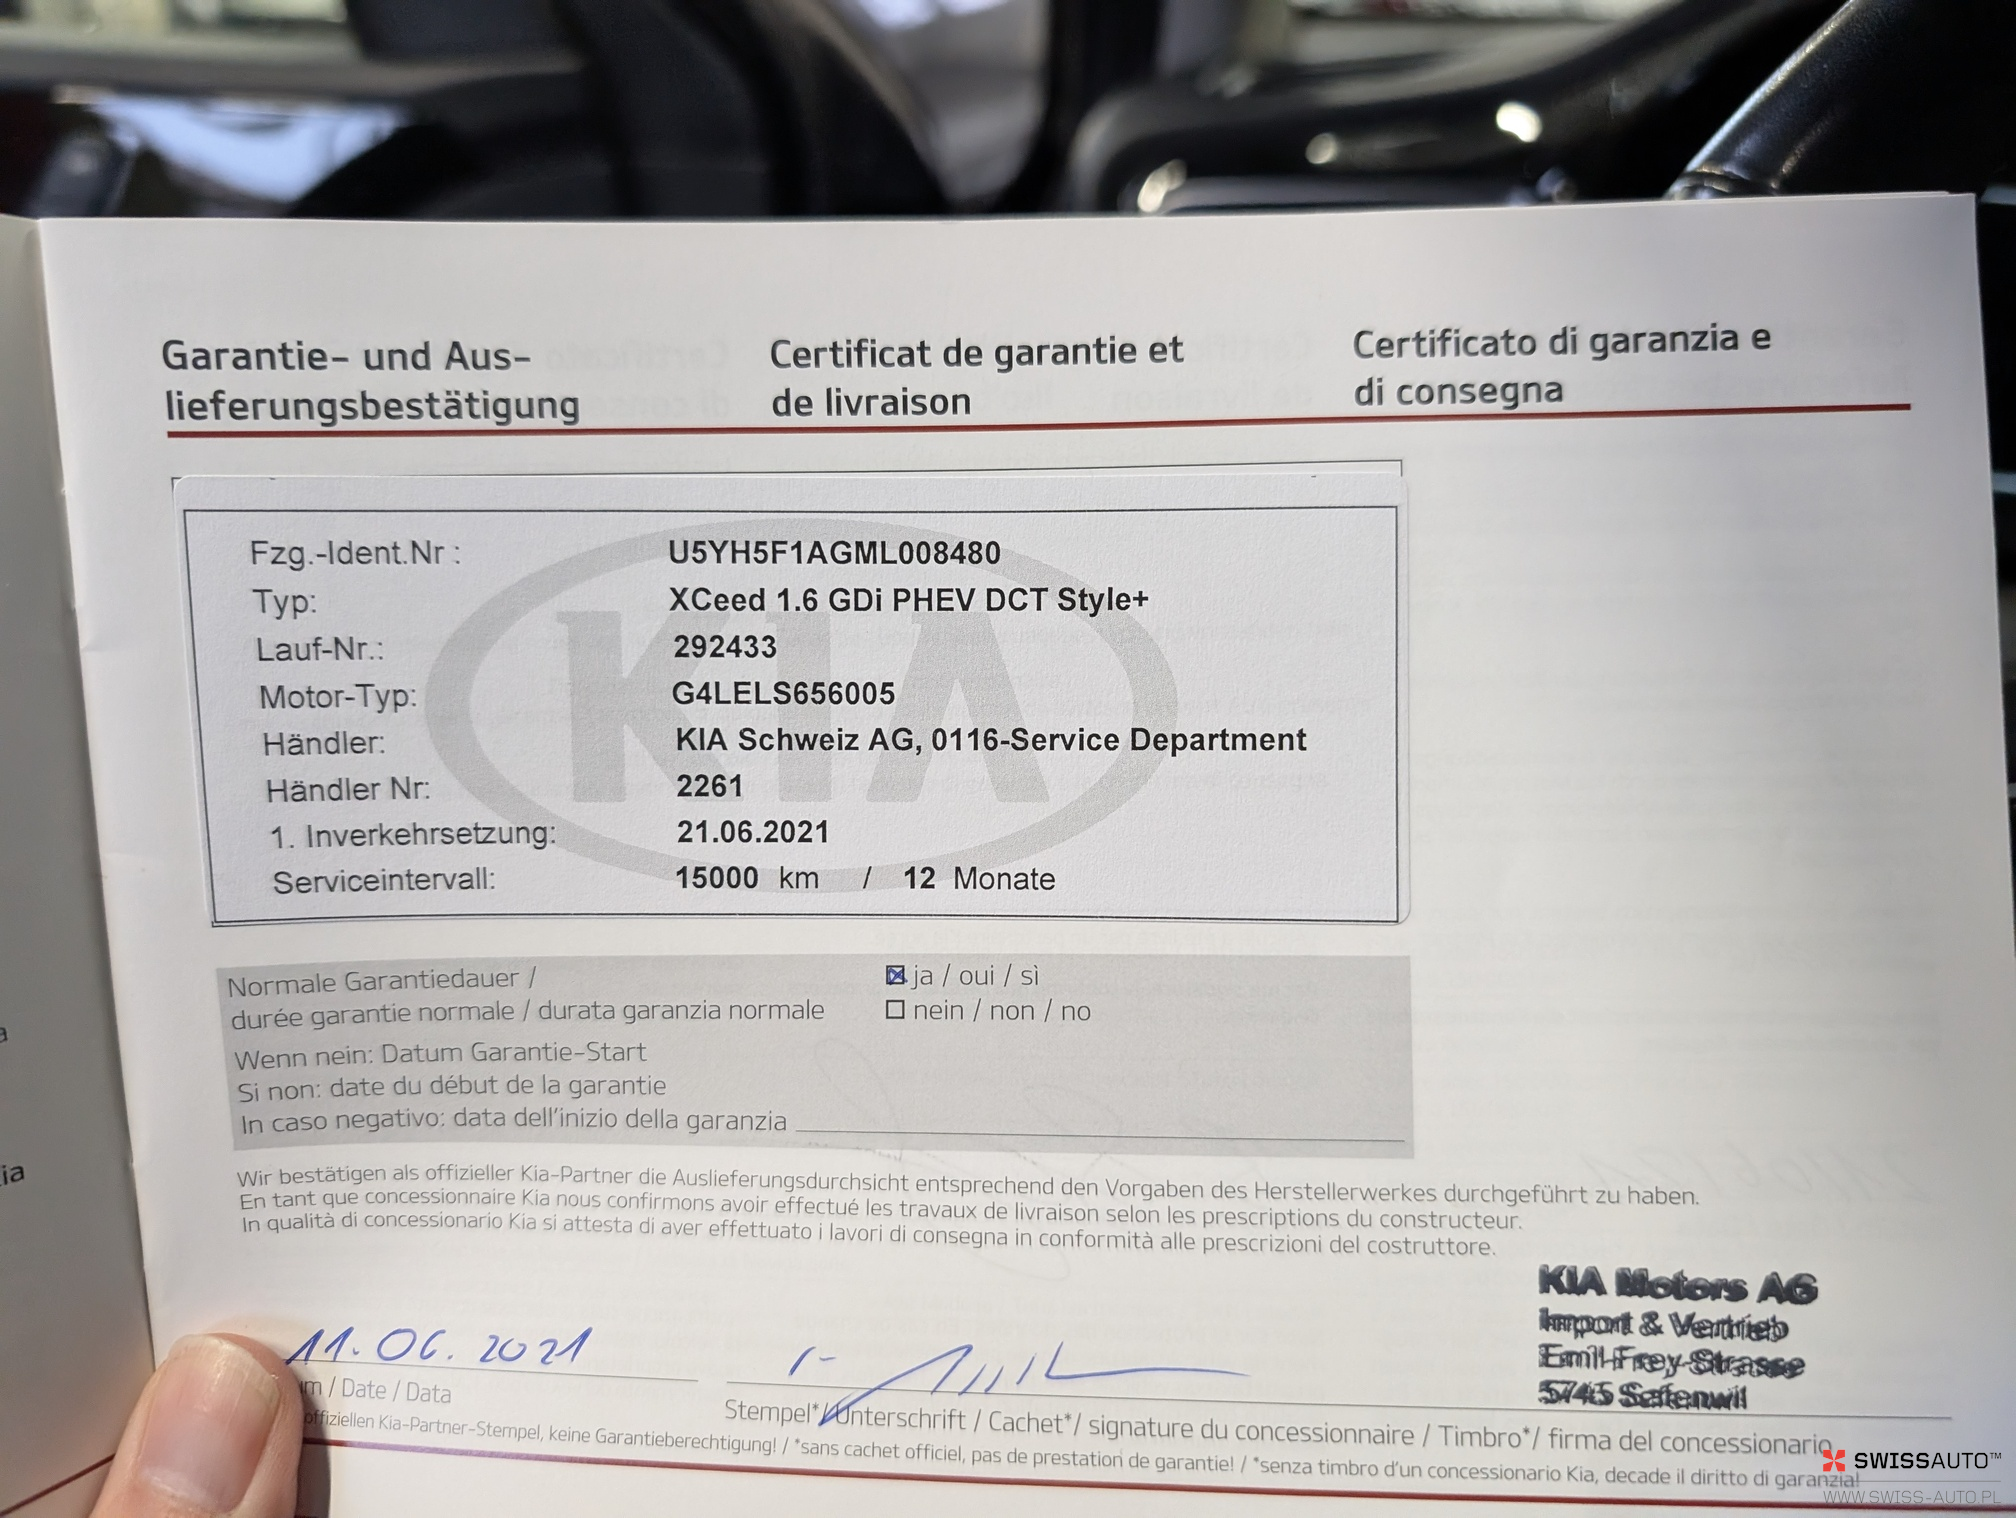 Garantie- und Aus-
lieferungsbestätigung
Certificat de garantie et
de livraison
Certificato di garanzia e
di consegna
KIA
Fzg.-Ident.Nr : U5YH5F1AGML008480
Typ: XCeed 1.6 GDi PHEV DCT Style+
Lauf-Nr.: 292433
Motor-Typ: G4LELS656005
Händler: KIA Schweiz AG, 0116-Service Department
Händler Nr: 2261
1. Inverkehrsetzung: 21.06.2021
Serviceintervall: 15000 km / 12 Monate
Normale Garantiedauer / ☒ ja / oui / sì
durée garantie normale / durata garanzia normale ☐ nein / non / no
Wenn nein: Datum Garantie-Start
Si non: date du début de la garantie
In caso negativo: data dell'inizio della garanzia
Wir bestätigen als offizieller Kia-Partner die Auslieferungsdurchsicht entsprechend den Vorgaben des Herstellerwerkes durchgeführt zu haben.
En tant que concessionnaire Kia nous confirmons avoir effectué les travaux de livraison selon les prescriptions du constructeur.
In qualità di concessionario Kia si attesta di aver effettuato i lavori di consegna in conformità alle prescrizioni del costruttore.
KIA Motors AG
Import & Vertrieb
Emil-Frey-Strasse
5745 Safenwil
11.06.2021
/ Date / Data
Stempel*/Unterschrift / Cachet*/ signature du concessionnaire / Timbro*/ firma del concessionario
offiziellen Kia-Partner-Stempel, keine Garantieberechtigung! / *sans cachet officiel, pas de prestation de garantie! / *senza timbro d'un concessionario Kia, decade il diritto di garanzia!
SWISSAUTO™
WWW.SWISS-AUTO.PL